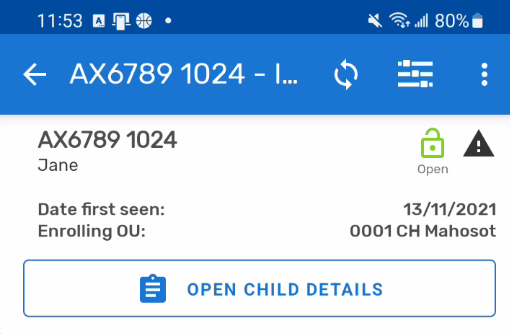 11:53
80%
AX6789 1024 - I...
AX6789 1024
Jane
Open
Date first seen: 13/11/2021
Enrolling OU: 0001 CH Mahosot
OPEN CHILD DETAILS